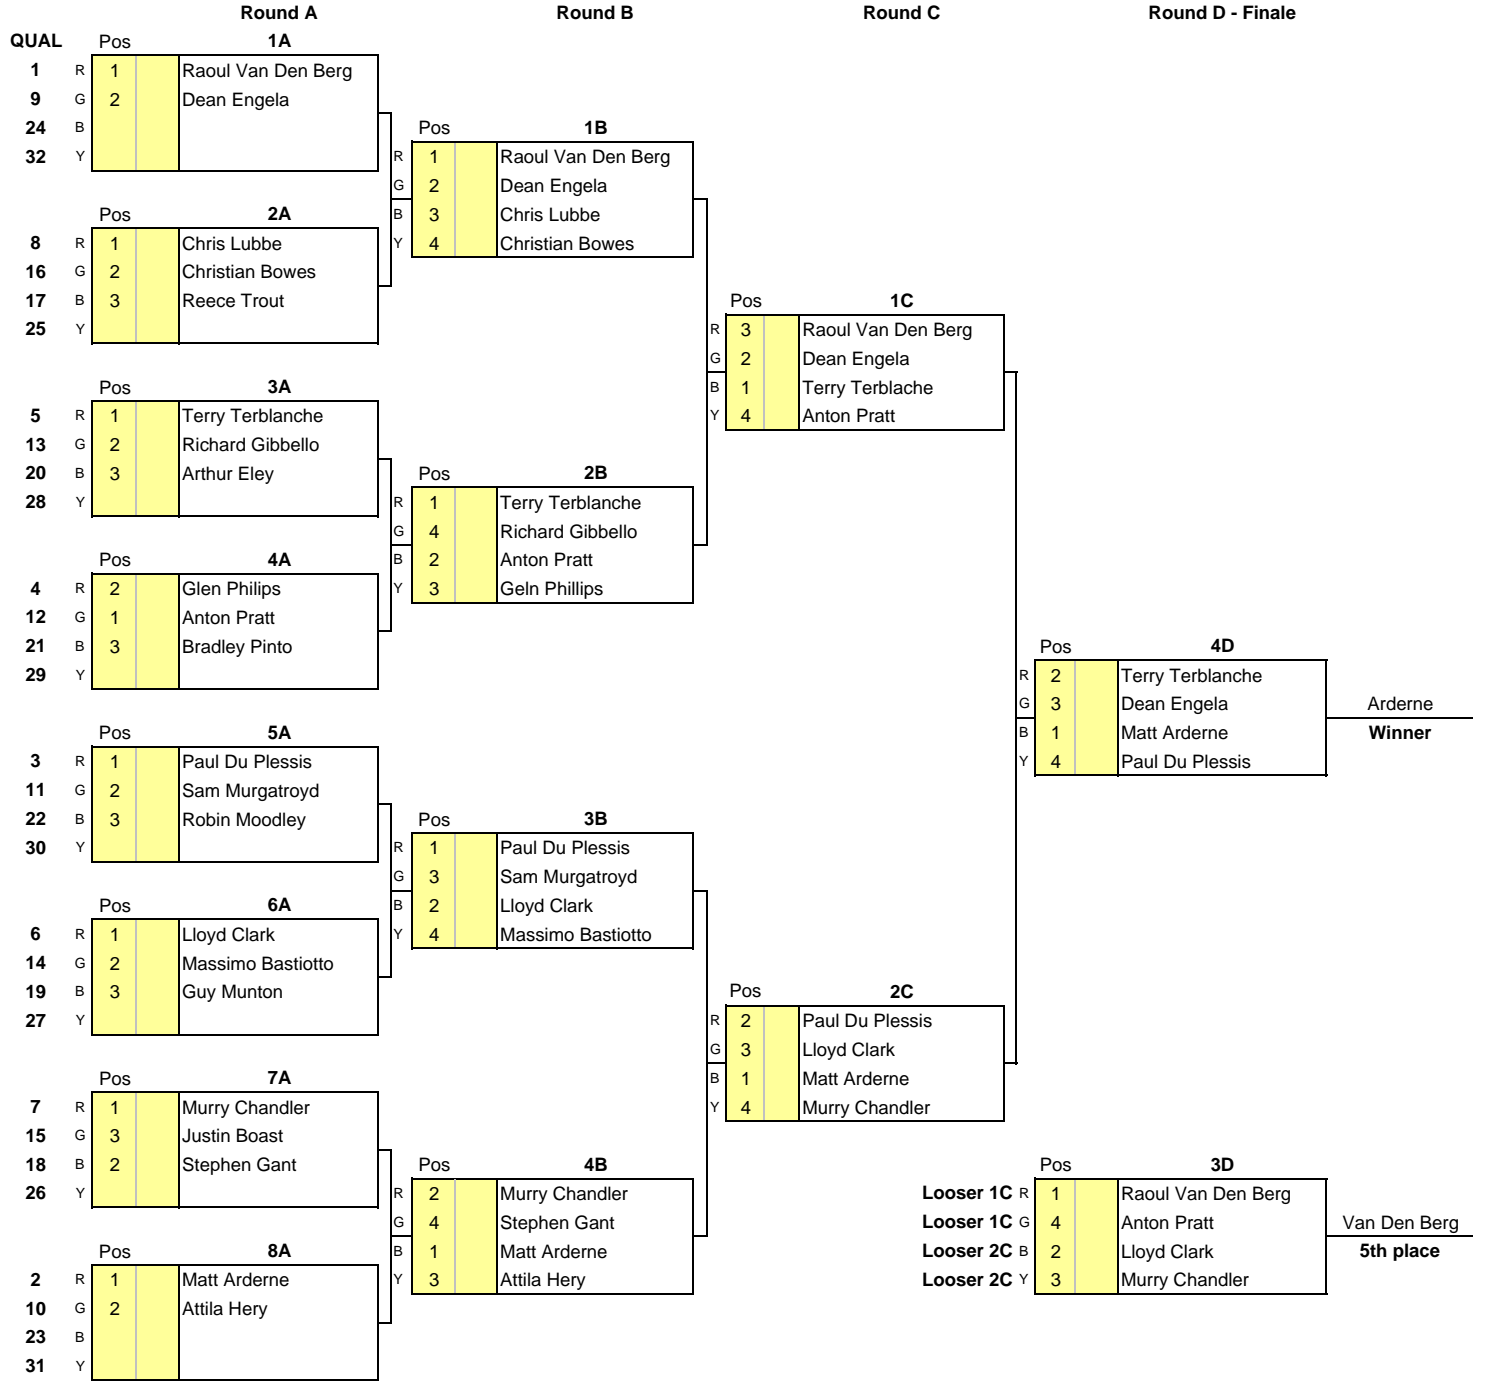 Round A Round B Round C Round D - Finale
QUAL Pos 1A
1 R 1 Raoul Van Den Berg
9 G 2 Dean Engela
24 B
32 Y
Pos 2A
8 R 1 Chris Lubbe
16 G 2 Christian Bowes
17 B 3 Reece Trout
25 Y
Pos 3A
5 R 1 Terry Terblanche
13 G 2 Richard Gibbello
20 B 3 Arthur Eley
28 Y
Pos 4A
4 R 2 Glen Philips
12 G 1 Anton Pratt
21 B 3 Bradley Pinto
29 Y
Pos 5A
3 R 1 Paul Du Plessis
11 G 2 Sam Murgatroyd
22 B 3 Robin Moodley
30 Y
Pos 6A
6 R 1 Lloyd Clark
14 G 2 Massimo Bastiotto
19 B 3 Guy Munton
27 Y
Pos 7A
7 R 1 Murry Chandler
15 G 3 Justin Boast
18 B 2 Stephen Gant
26 Y
Pos 8A
2 R 1 Matt Arderne
10 G 2 Attila Hery
23 B
31 Y
Pos 1B
R 1 Raoul Van Den Berg
G 2 Dean Engela
B 3 Chris Lubbe
Y 4 Christian Bowes
Pos 2B
R 1 Terry Terblanche
G 4 Richard Gibbello
B 2 Anton Pratt
Y 3 Geln Phillips
Pos 3B
R 1 Paul Du Plessis
G 3 Sam Murgatroyd
B 2 Lloyd Clark
Y 4 Massimo Bastiotto
Pos 4B
R 2 Murry Chandler
G 4 Stephen Gant
B 1 Matt Arderne
Y 3 Attila Hery
Pos 1C
R 3 Raoul Van Den Berg
G 2 Dean Engela
B 1 Terry Terblache
Y 4 Anton Pratt
Pos 2C
R 2 Paul Du Plessis
G 3 Lloyd Clark
B 1 Matt Arderne
Y 4 Murry Chandler
Pos 4D
R 2 Terry Terblanche
G 3 Dean Engela
B 1 Matt Arderne
Y 4 Paul Du Plessis
Arderne
Winner
Pos 3D
Looser 1C R 1 Raoul Van Den Berg
Looser 1C G 4 Anton Pratt
Looser 2C B 2 Lloyd Clark
Looser 2C Y 3 Murry Chandler
Van Den Berg
5th place